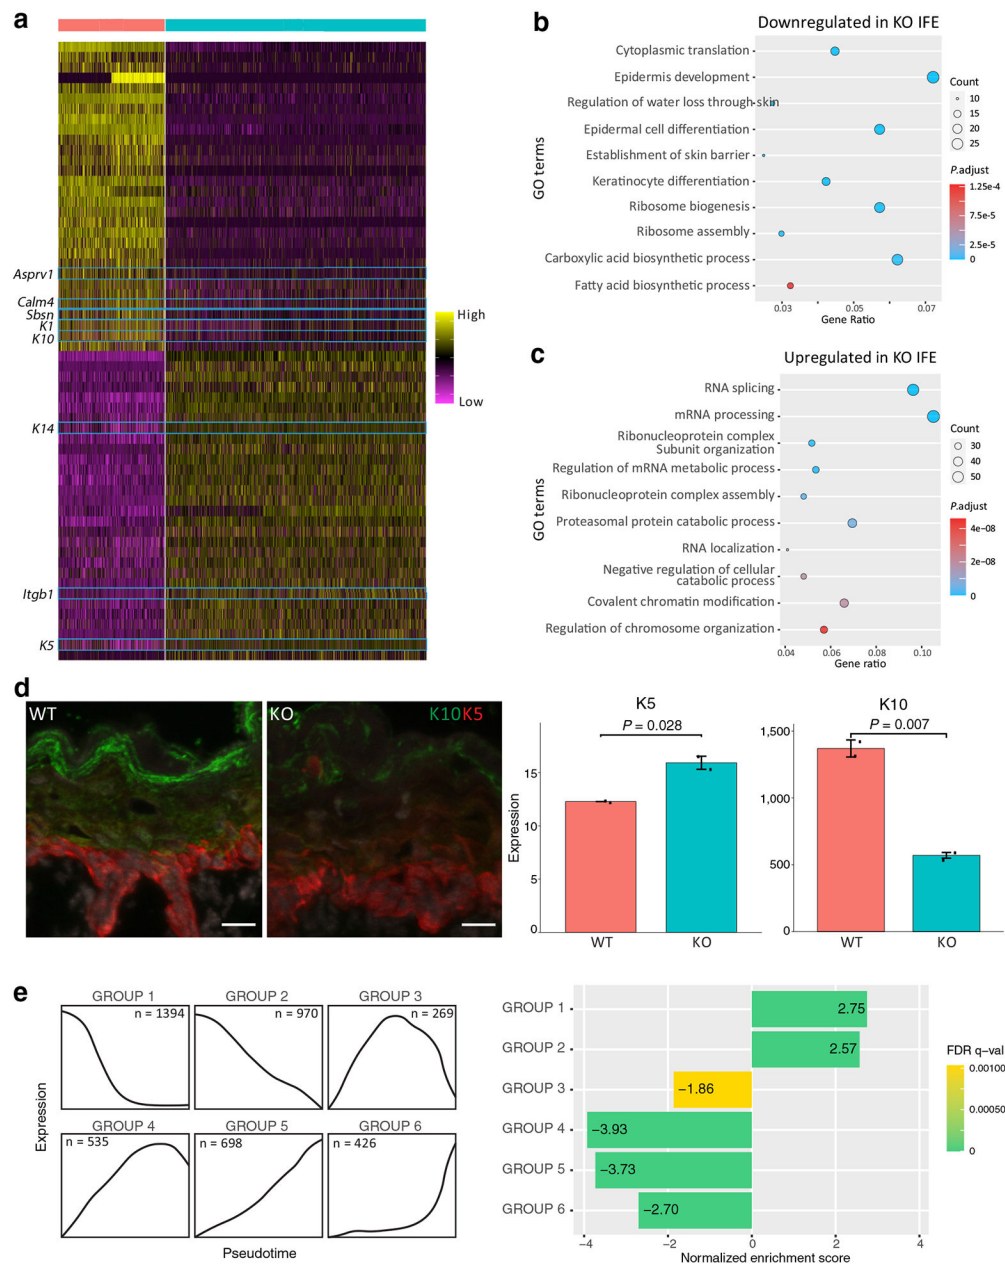 a
Asprv1
Calm4
Sbsn
K1
K10
K14
Itgb1
K5
High
Low
b
Downregulated in KO IFE
GO terms
Cytoplasmic translation
Epidermis development
Regulation of water loss through skin
Epidermal cell differentiation
Establishment of skin barrier
Keratinocyte differentiation
Ribosome biogenesis
Ribosome assembly
Carboxylic acid biosynthetic process
Fatty acid biosynthetic process
0.03
0.05
0.07
Gene Ratio
Count
10
15
20
25
P.adjust
1.25e-4
7.5e-5
2.5e-5
0
c
Upregulated in KO IFE
GO terms
RNA splicing
mRNA processing
Ribonucleoprotein complex
Subunit organization
Regulation of mRNA metabolic process
Ribonucleoprotein complex assembly
Proteasomal protein catabolic process
RNA localization
Negative regulation of cellular
catabolic process
Covalent chromatin modification
Regulation of chromosome organization
0.04
0.06
0.08
0.10
Gene ratio
Count
30
40
50
P.adjust
4e-08
2e-08
0
d
WT
KO
K10K5
K5
P = 0.028
Expression
15
10
5
0
WT
KO
K10
P = 0.007
1,500
1,000
500
0
WT
KO
e
Expression
GROUP 1
n = 1394
GROUP 2
n = 970
GROUP 3
n = 269
GROUP 4
n = 535
GROUP 5
n = 698
GROUP 6
n = 426
Pseudotime
GROUP 1
2.75
GROUP 2
2.57
GROUP 3
−1.86
GROUP 4
−3.93
GROUP 5
−3.73
GROUP 6
−2.70
−4
−2
0
2
4
Normalized enrichment score
FDR q-val
0.00100
0.00050
0